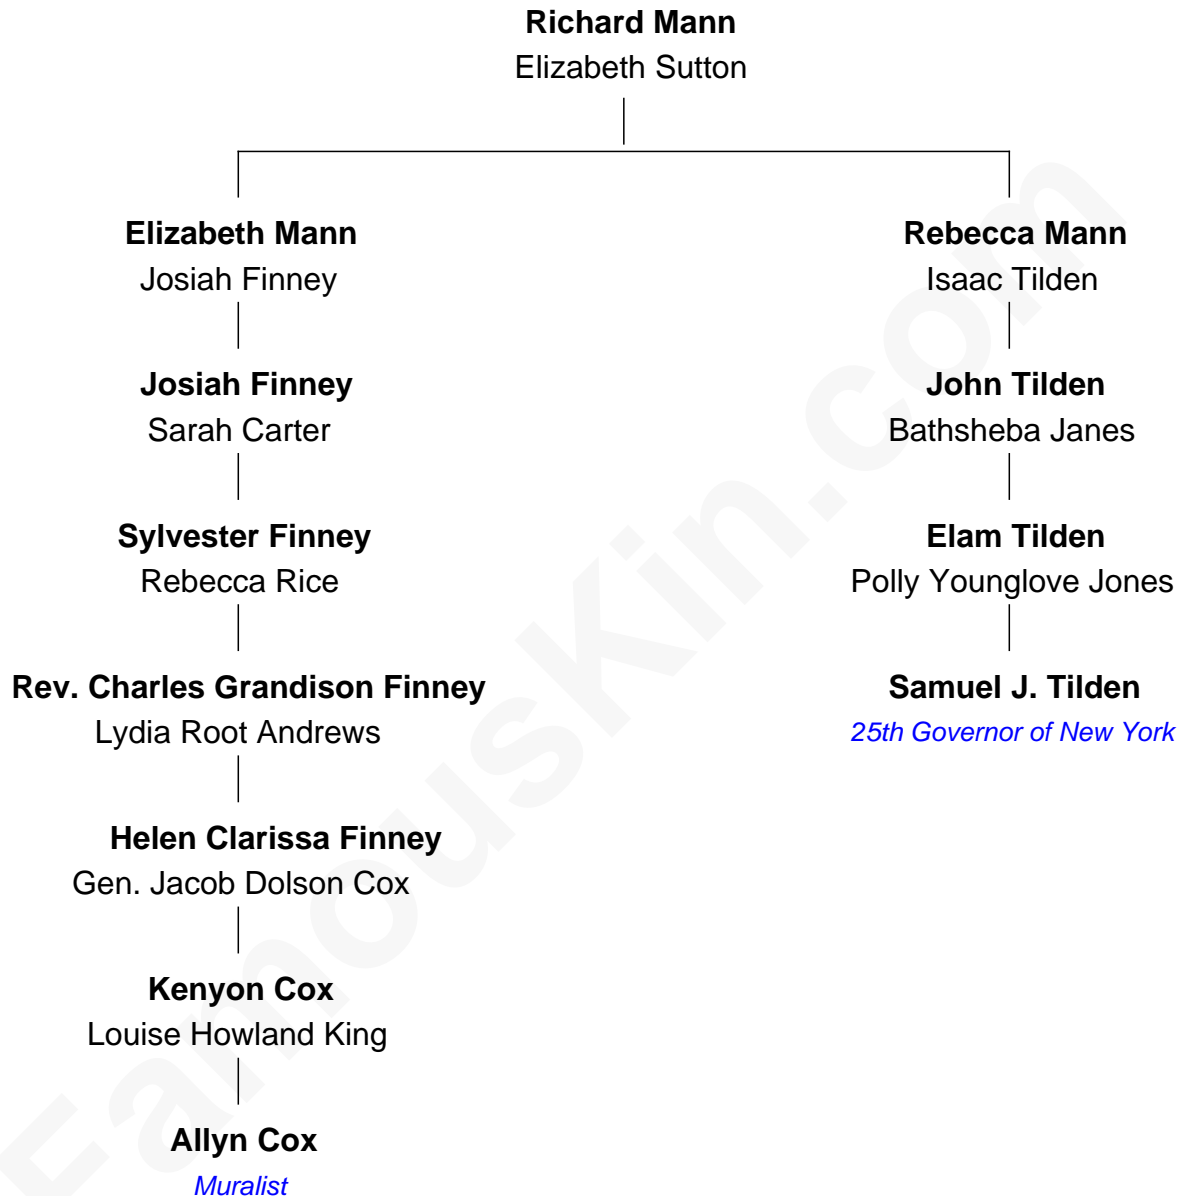 Richard Mann
Elizabeth Sutton
Elizabeth Mann
Josiah Finney
Rebecca Mann
Isaac Tilden
Josiah Finney
Sarah Carter
John Tilden
Bathsheba Janes
Sylvester Finney
Rebecca Rice
Elam Tilden
Polly Younglove Jones
Rev. Charles Grandison Finney
Lydia Root Andrews
Samuel J. Tilden
25th Governor of New York
Helen Clarissa Finney
Gen. Jacob Dolson Cox
Kenyon Cox
Louise Howland King
Allyn Cox
Muralist
FamousKin.com